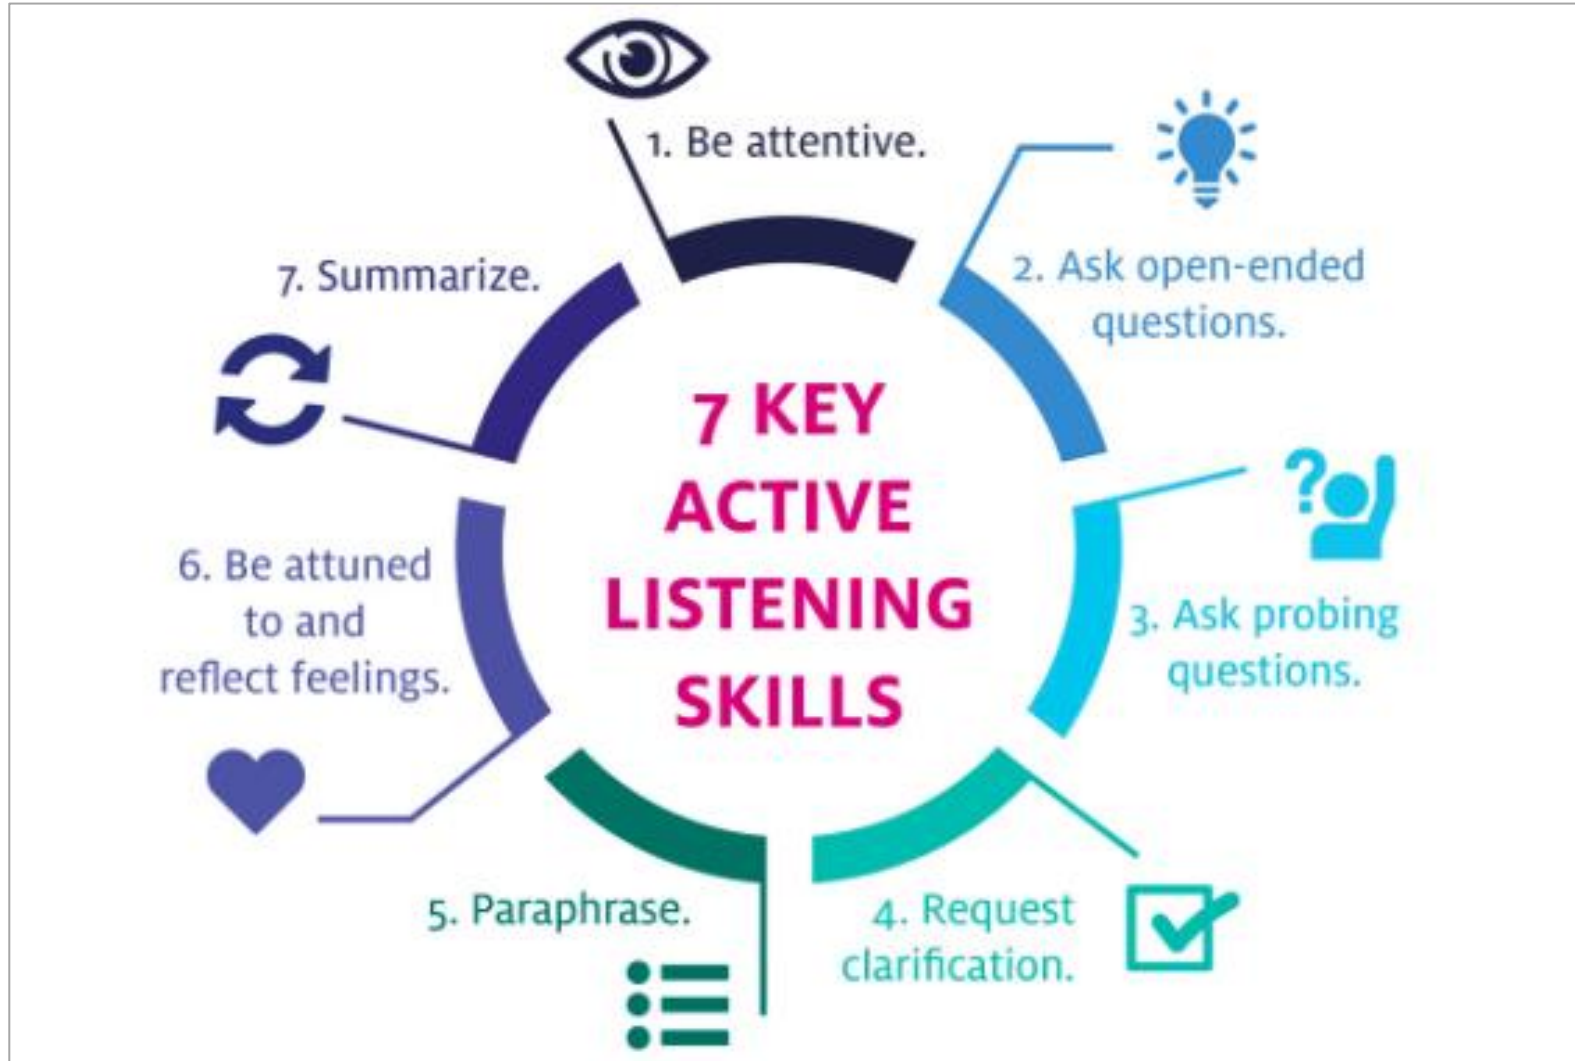 7 KEY
ACTIVE
LISTENING
SKILLS
1. Be attentive.
2. Ask open-ended
questions.
3. Ask probing
questions.
4. Request
clarification.
5. Paraphrase.
6. Be attuned
to and
reflect feelings.
7. Summarize.